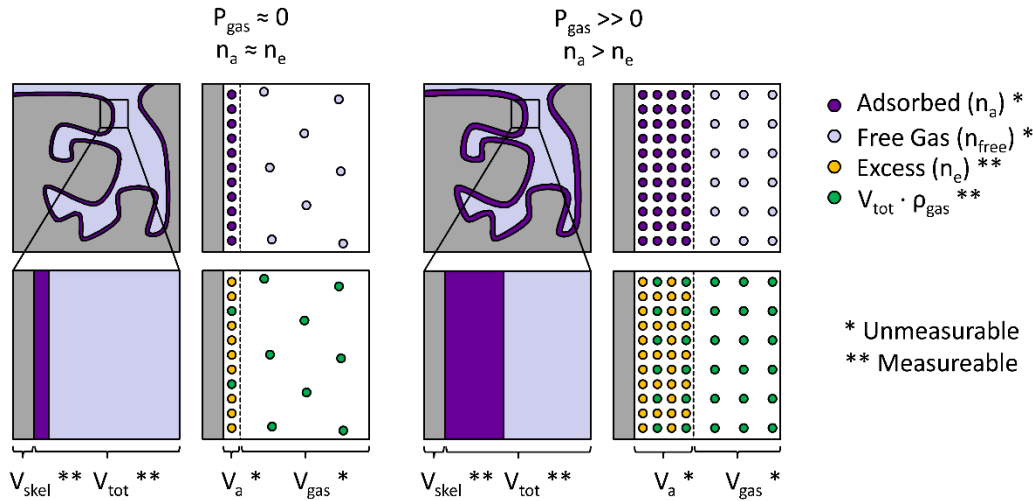 P_gas ≈ 0
n_a ≈ n_e
P_gas >> 0
n_a > n_e
Adsorbed (n_a) *
Free Gas (n_free) *
Excess (n_e) **
V_tot · ρ_gas **
* Unmeasurable
** Measureable
V_skel ** V_tot ** V_a * V_gas * V_skel ** V_tot ** V_a * V_gas *